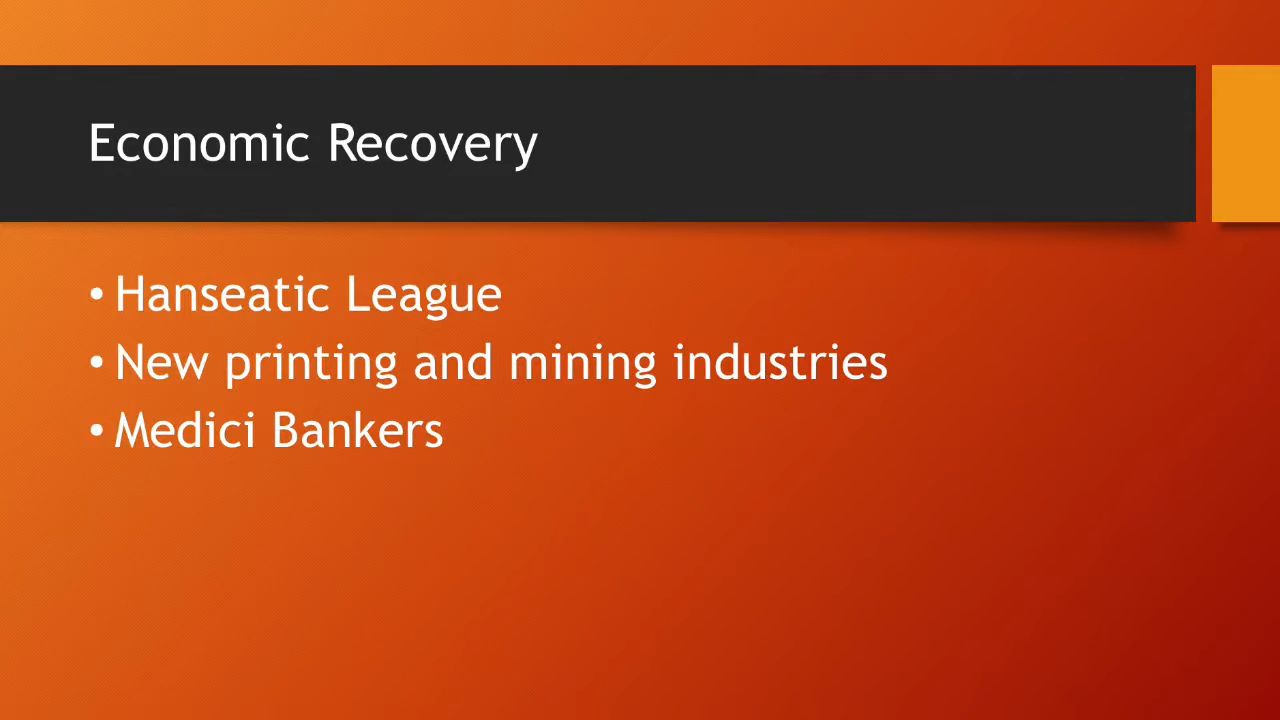 Economic Recovery
• Hanseatic League
• New printing and mining industries
• Medici Bankers